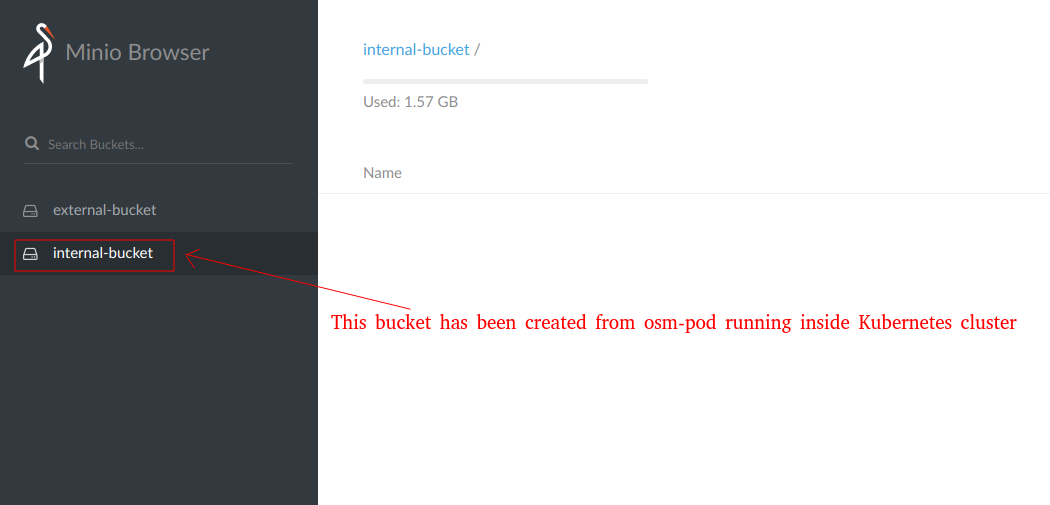 Minio Browser
Search Buckets...
external-bucket
internal-bucket
internal-bucket /
Used: 1.57 GB
Name
This bucket has been created from osm-pod running inside Kubernetes cluster